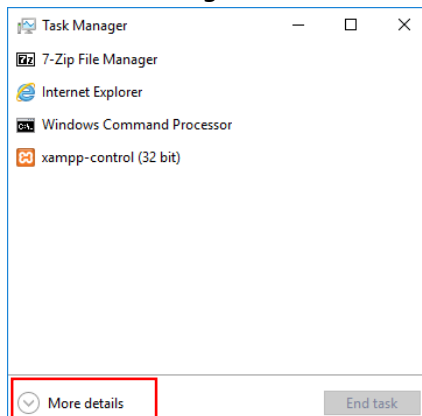 Task Manager
7-Zip File Manager
Internet Explorer
Windows Command Processor
xampp-control (32 bit)
More details
End task